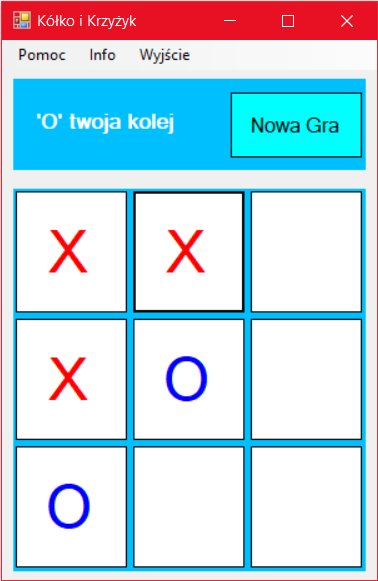 Kółko i Krzyżyk
Pomoc Info Wyjście
'O' twoja kolej
Nowa Gra
X X
X O
O